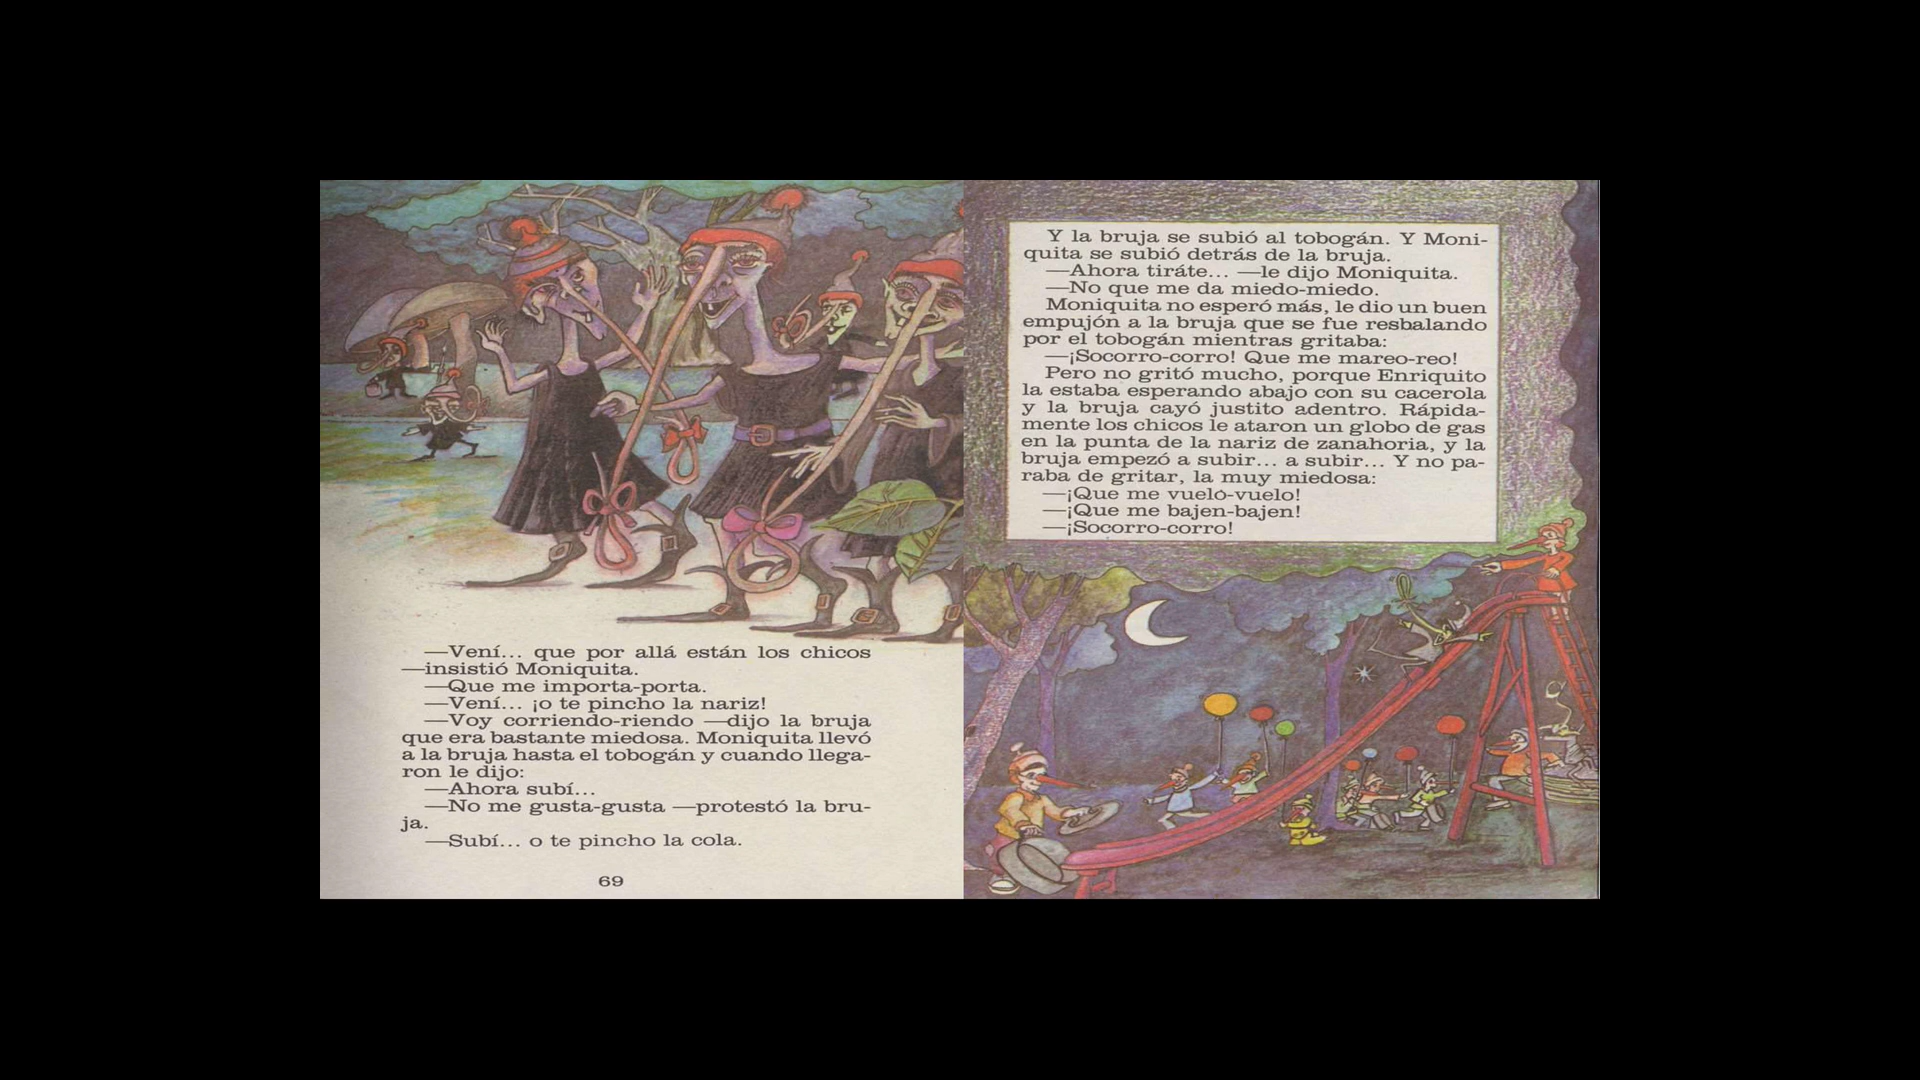 —Vení... que por allá están los chicos
—insistió Moniquita.
—Que me importa-porta.
—Vení... ¡o te pincho la nariz!
—Voy corriendo-riendo —dijo la bruja
que era bastante miedosa. Moniquita llevó
a la bruja hasta el tobogán y cuando llega-
ron le dijo:
—Ahora subí...
—No me gusta-gusta —protestó la bru-
ja.
—Subí... o te pincho la cola.
69
Y la bruja se subió al tobogán. Y Moni-
quita se subió detrás de la bruja.
—Ahora tiráte... —le dijo Moniquita.
—No que me da miedo-miedo.
Moniquita no esperó más, le dio un buen
empujón a la bruja que se fue resbalando
por el tobogán mientras gritaba:
—¡Socorro-corro! Que me mareo-reo!
Pero no gritó mucho, porque Enriquito
la estaba esperando abajo con su cacerola
y la bruja cayó justito adentro. Rápida-
mente los chicos le ataron un globo de gas
en la punta de la nariz de zanahoria, y la
bruja empezó a subir... a subir... Y no pa-
raba de gritar, la muy miedosa:
—¡Que me vuelo-vuelo!
—¡Que me bajen-bajen!
—¡Socorro-corro!